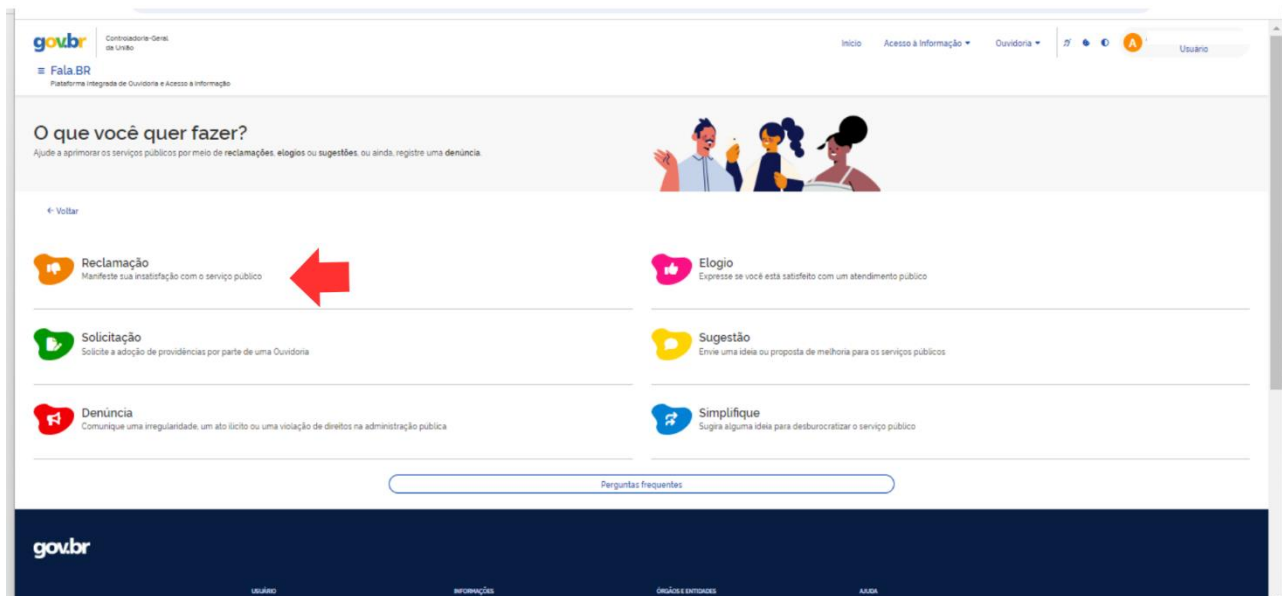 gov.br
Controladoria-Geral
da União
Início Acesso à Informação Ouvidoria A Usuário
Fala.BR
Plataforma Integrada de Ouvidoria e Acesso à Informação
O que você quer fazer?
Ajude a aprimorar os serviços públicos por meio de reclamações, elogios ou sugestões, ou ainda, registre uma denúncia.
← Voltar
Reclamação
Manifeste sua insatisfação com o serviço público
Elogio
Expresse se você está satisfeito com um atendimento público
Solicitação
Solicite a adoção de providências por parte de uma Ouvidoria
Sugestão
Envie uma ideia ou proposta de melhoria para os serviços públicos
Denúncia
Comunique uma irregularidade, um ato ilícito ou uma violação de direitos na administração pública
Simplifique
Sugira alguma ideia para desburocratizar o serviço público
Perguntas frequentes
gov.br
USUÁRIO INFORMAÇÕES ÓRGÃOS E ENTIDADES AJUDA